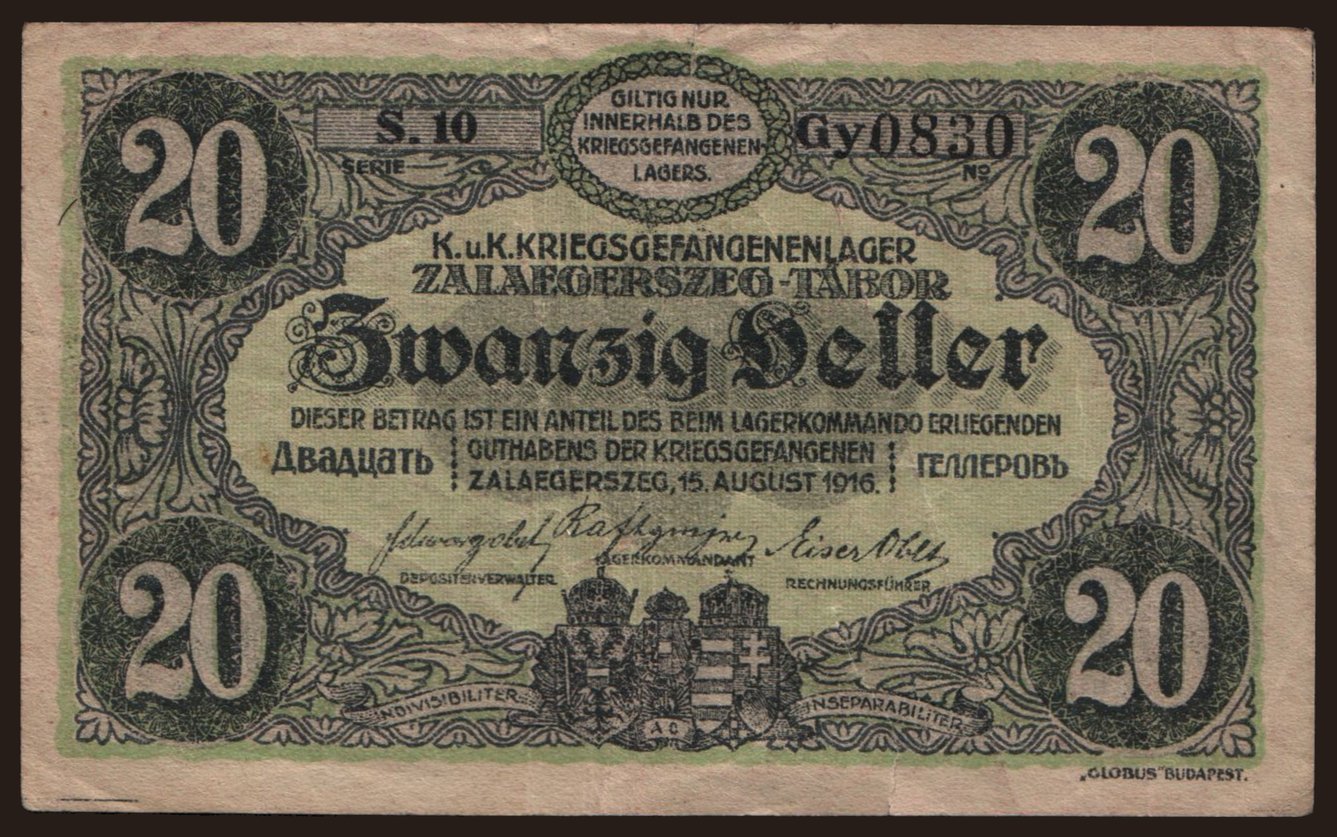 20
S. 10
SERIE
GILTIG NUR
INNERHALB DES
KRIEGSGEFANGENEN-
LAGERS.
Gy0830
No
20
K.u.K.KRIEGSGEFANGENENLAGER
ZALAEGERSZEG-TÁBOR
Zwanzig Heller
DIESER BETRAG IST EIN ANTEIL DES BEIM LAGERKOMMANDO ERLIEGENDEN
Двадцать GUTHABENS DER KRIEGSGEFANGENEN ГЕЛЛЕРОВЪ
ZALAEGERSZEG, 15. AUGUST 1916.
LAGERKOMMANDANT
DEPOSITENVERWALTER
RECHNUNGSFÜHRER
20
INDIVISIBILITER
INSEPARABILITER
20
„GLOBUS" BUDAPEST.